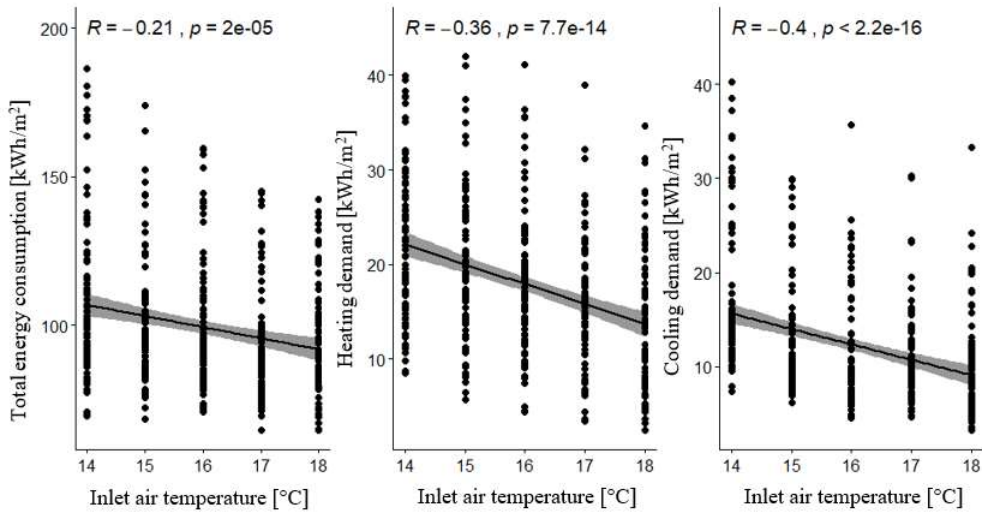 R = −0.21 , p = 2e-05
Total energy consumption [kWh/m²]
200
150
100
14 15 16 17 18
Inlet air temperature [°C]
R = −0.36 , p = 7.7e-14
Heating demand [kWh/m²]
40
30
20
10
14 15 16 17 18
Inlet air temperature [°C]
R = −0.4 , p < 2.2e-16
Cooling demand [kWh/m²]
40
30
20
10
14 15 16 17 18
Inlet air temperature [°C]